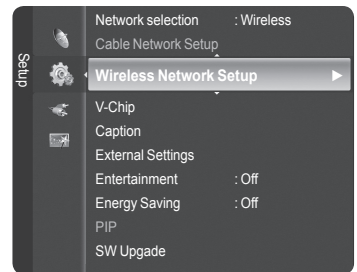 Setup
Network selection : Wireless
Cable Network Setup
Wireless Network Setup
V-Chip
Caption
External Settings
Entertainment : Off
Energy Saving : Off
PIP
SW Upgade